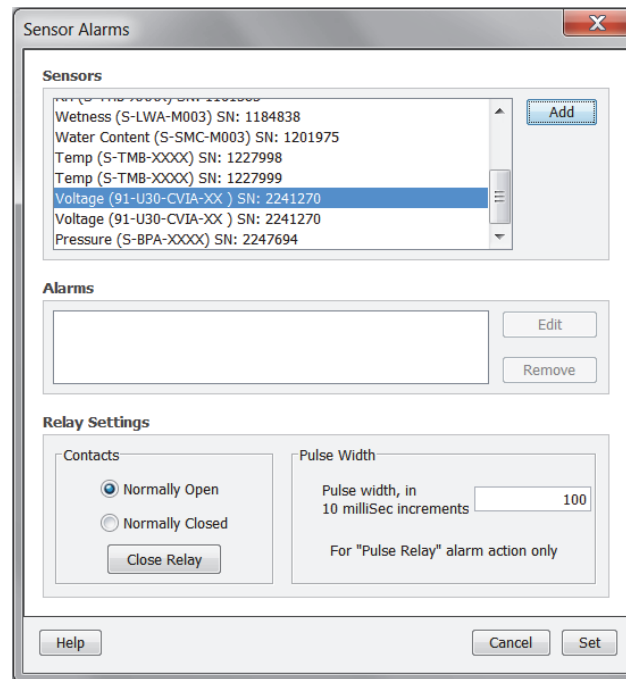 Sensor Alarms
Sensors
Wetness (S-LWA-M003) SN: 1184838
Water Content (S-SMC-M003) SN: 1201975
Temp (S-TMB-XXXX) SN: 1227998
Temp (S-TMB-XXXX) SN: 1227999
Voltage (91-U30-CVIA-XX ) SN: 2241270
Voltage (91-U30-CVIA-XX ) SN: 2241270
Pressure (S-BPA-XXXX) SN: 2247694
Add
Alarms
Edit
Remove
Relay Settings
Contacts
Normally Open
Normally Closed
Close Relay
Pulse Width
Pulse width, in
10 milliSec increments
100
For "Pulse Relay" alarm action only
Help
Cancel
Set